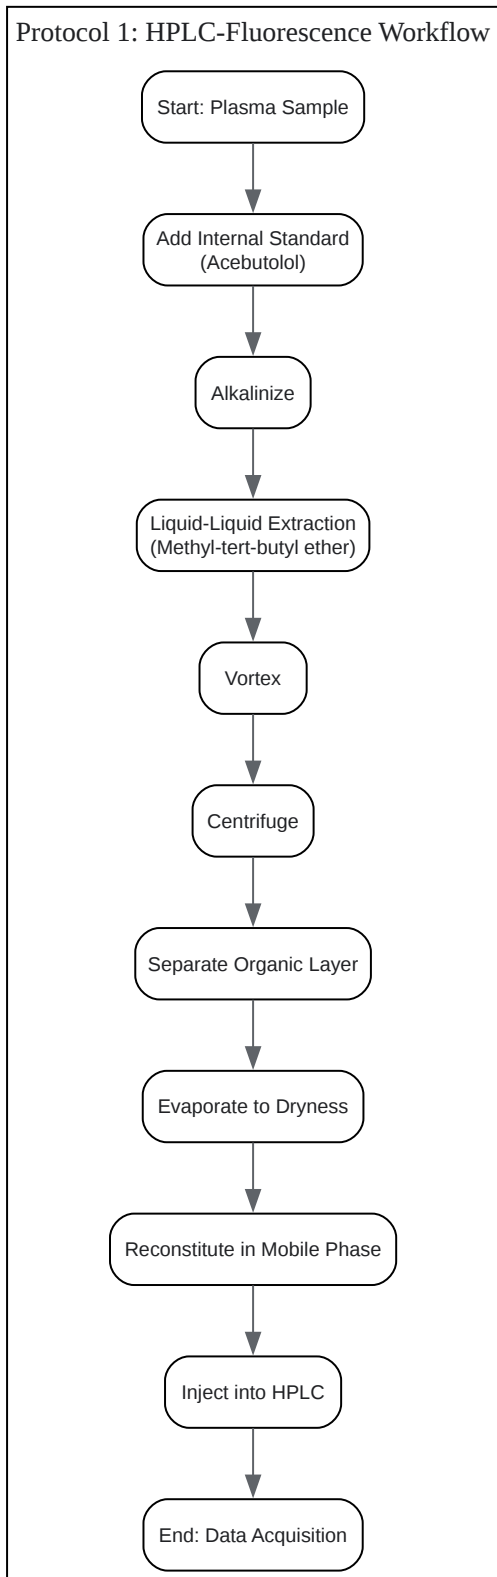 Protocol 1: HPLC-Fluorescence Workflow
Start: Plasma Sample
Add Internal Standard
(Acebutolol)
Alkalinize
Liquid-Liquid Extraction
(Methyl-tert-butyl ether)
Vortex
Centrifuge
Separate Organic Layer
Evaporate to Dryness
Reconstitute in Mobile Phase
Inject into HPLC
End: Data Acquisition